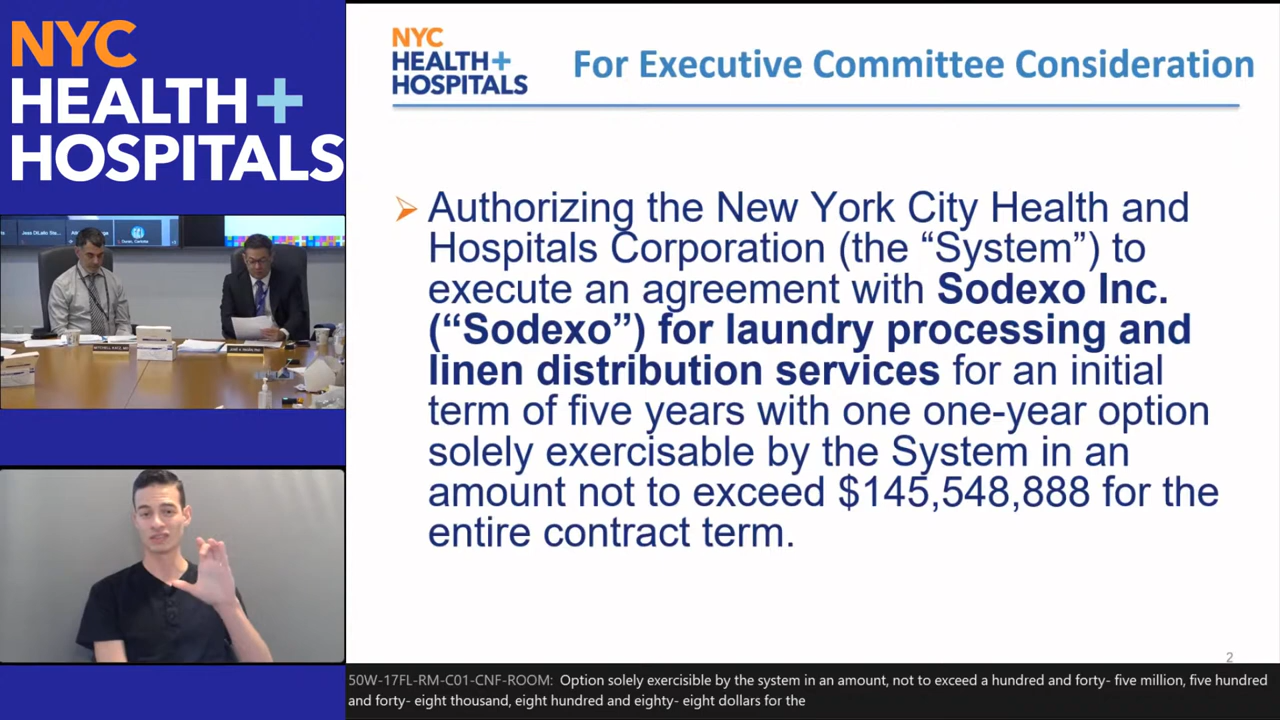 NYC
HEALTH+
HOSPITALS
NYC
HEALTH+
HOSPITALS
For Executive Committee Consideration
Authorizing the New York City Health and
Hospitals Corporation (the “System”) to
execute an agreement with Sodexo Inc.
(“Sodexo”) for laundry processing and
linen distribution services for an initial
term of five years with one one-year option
solely exercisable by the System in an
amount not to exceed $145,548,888 for the
entire contract term.
2
50W-17FL-RM-C01-CNF-ROOM: Option solely exercisible by the system in an amount, not to exceed a hundred and forty- five million, five hundred
and forty- eight thousand, eight hundred and eighty- eight dollars for the